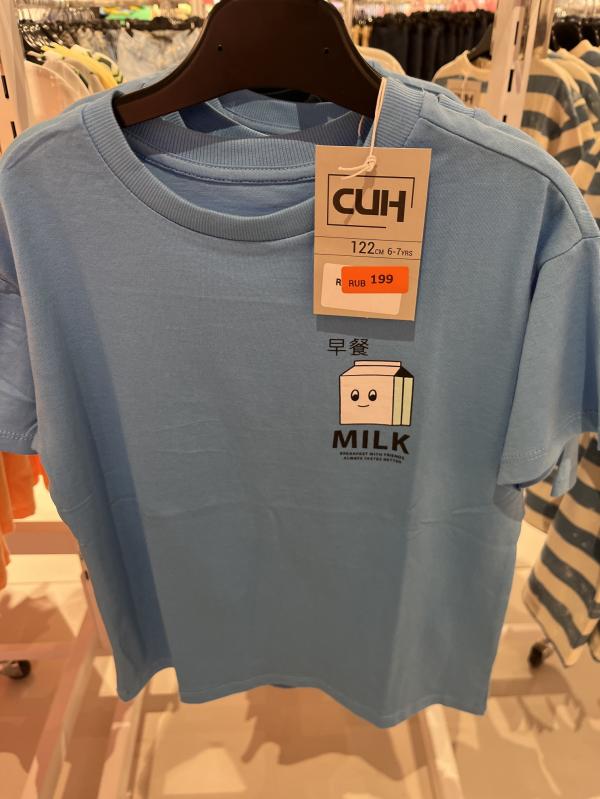 CUH
122CM 6-7YRS
R RUB 199
早餐
MILK
BREAKFAST WITH FRIENDS
ALWAYS TASTES BETTER